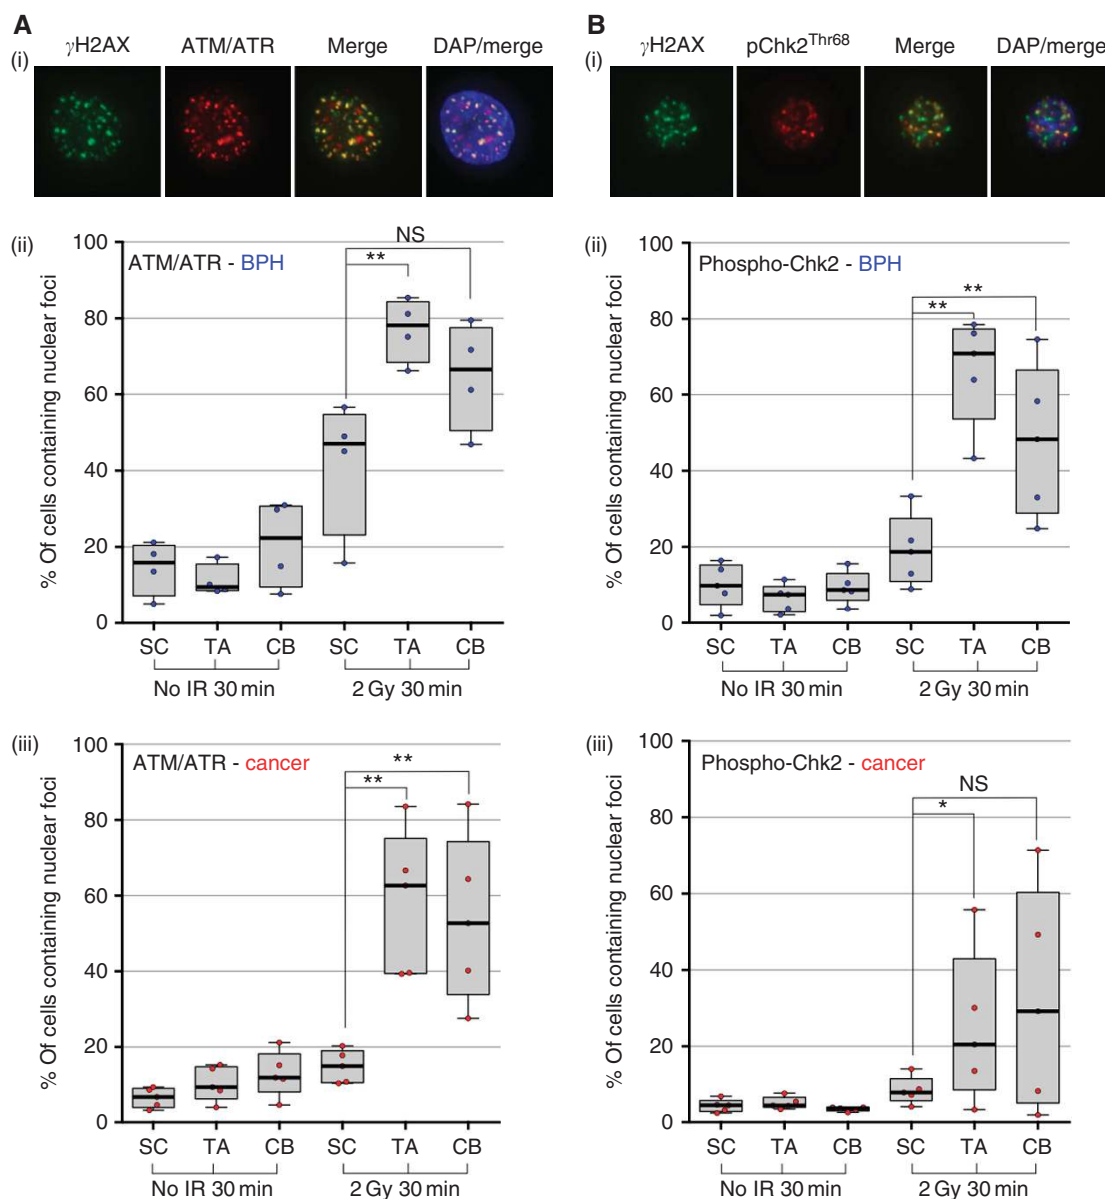 A
γH2AX ATM/ATR Merge DAP/merge
(i)
(ii)
NS
**
ATM/ATR - BPH
% Of cells containing nuclear foci
100
80
60
40
20
0
SC TA CB SC TA CB
No IR 30 min 2 Gy 30 min
(iii)
ATM/ATR - cancer
**
**
% Of cells containing nuclear foci
100
80
60
40
20
0
SC TA CB SC TA CB
No IR 30 min 2 Gy 30 min
B
γH2AX pChk2Thr68 Merge DAP/merge
(i)
(ii)
Phospho-Chk2 - BPH
**
**
% Of cells containing nuclear foci
100
80
60
40
20
0
SC TA CB SC TA CB
No IR 30 min 2 Gy 30 min
(iii)
Phospho-Chk2 - cancer
NS
*
% Of cells containing nuclear foci
100
80
60
40
20
0
SC TA CB SC TA CB
No IR 30 min 2 Gy 30 min